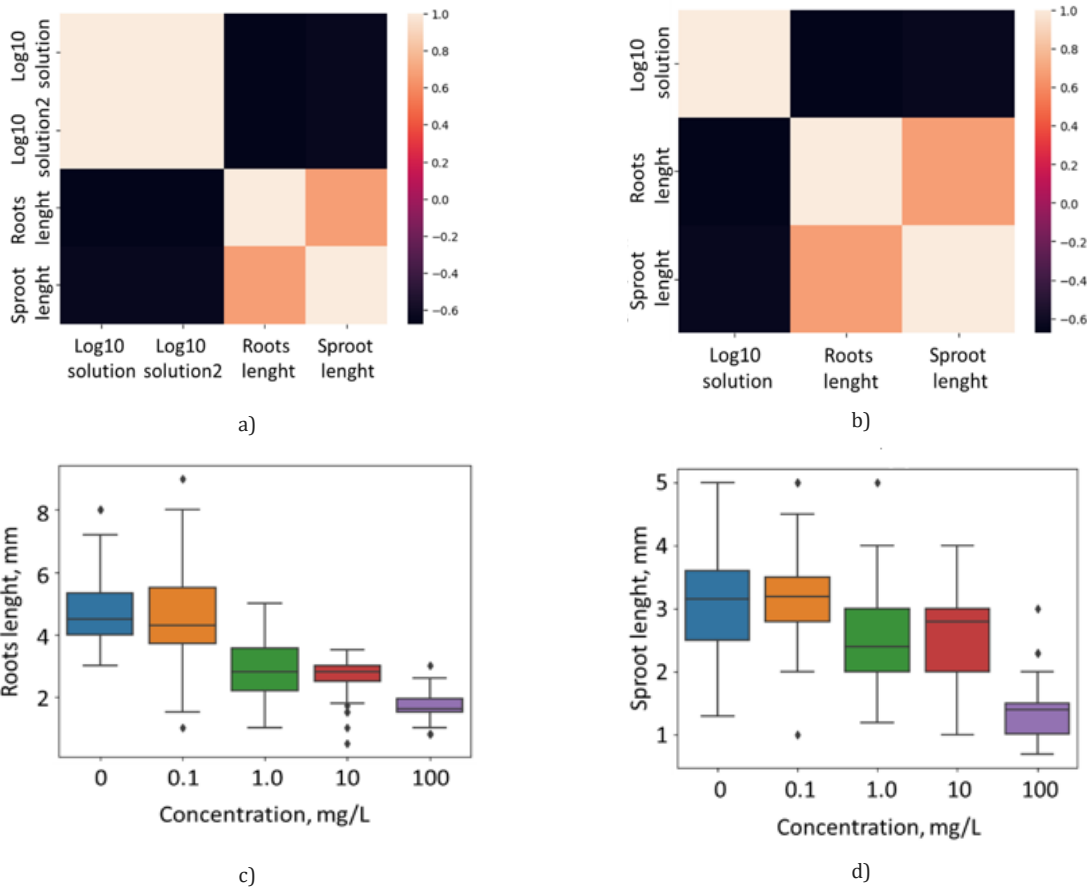 Log10
solution
Log10
solution2
Roots
lenght
Sproot
lenght
1.0
0.8
0.6
0.4
0.2
0.0
−0.2
−0.4
−0.6
Log10
solution
Log10
solution2
Roots
lenght
Sproot
lenght
a)
Log10
solution
Roots
lenght
Sproot
lenght
1.0
0.8
0.6
0.4
0.2
0.0
−0.2
−0.4
−0.6
Log10
solution
Roots
lenght
Sproot
lenght
b)
Roots lenght, mm
8
6
4
2
0 0.1 1.0 10 100
Concentration, mg/L
c)
Sproot lenght, mm
5
4
3
2
1
0 0.1 1.0 10 100
Concentration, mg/L
d)